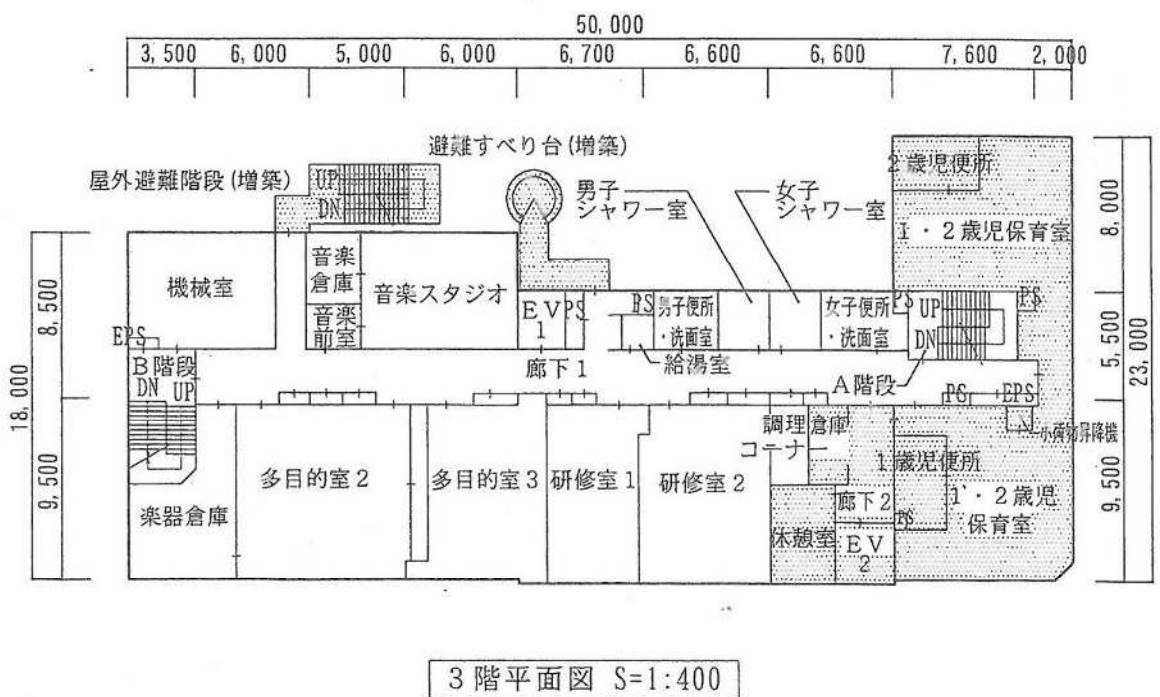 50,000
3,500
6,000
5,000
6,000
6,700
6,600
6,600
7,600
2,000
避難すべり台(増築)
屋外避難階段(増築)
UP
DN
男子
シャワー室
女子
シャワー室
2歳児便所
1・2歳児保育室
8,000
機械室
音楽
倉庫
音楽スタジオ
音楽
前室
EV
1
PS
PS
男子便所
・洗面室
女子便所
・洗面室
PS
UP
DN
PS
8,500
5,500
23,000
EPS
B階段
DN UP
廊下1
給湯室
A階段
PS
EPS
小荷物昇降機
18,000
9,500
9,500
調理
コーナー
倉庫
1歳児便所
多目的室2
多目的室3
研修室1
研修室2
廊下2
1・2歳児
保育室
楽器倉庫
休憩室
PS
EV
2
3階平面図 S=1:400